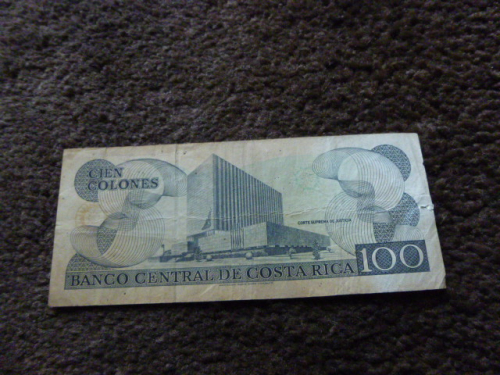 CIEN
COLONES
CORTE SUPREMA DE JUSTICIA
BANCO CENTRAL DE COSTA RICA
100